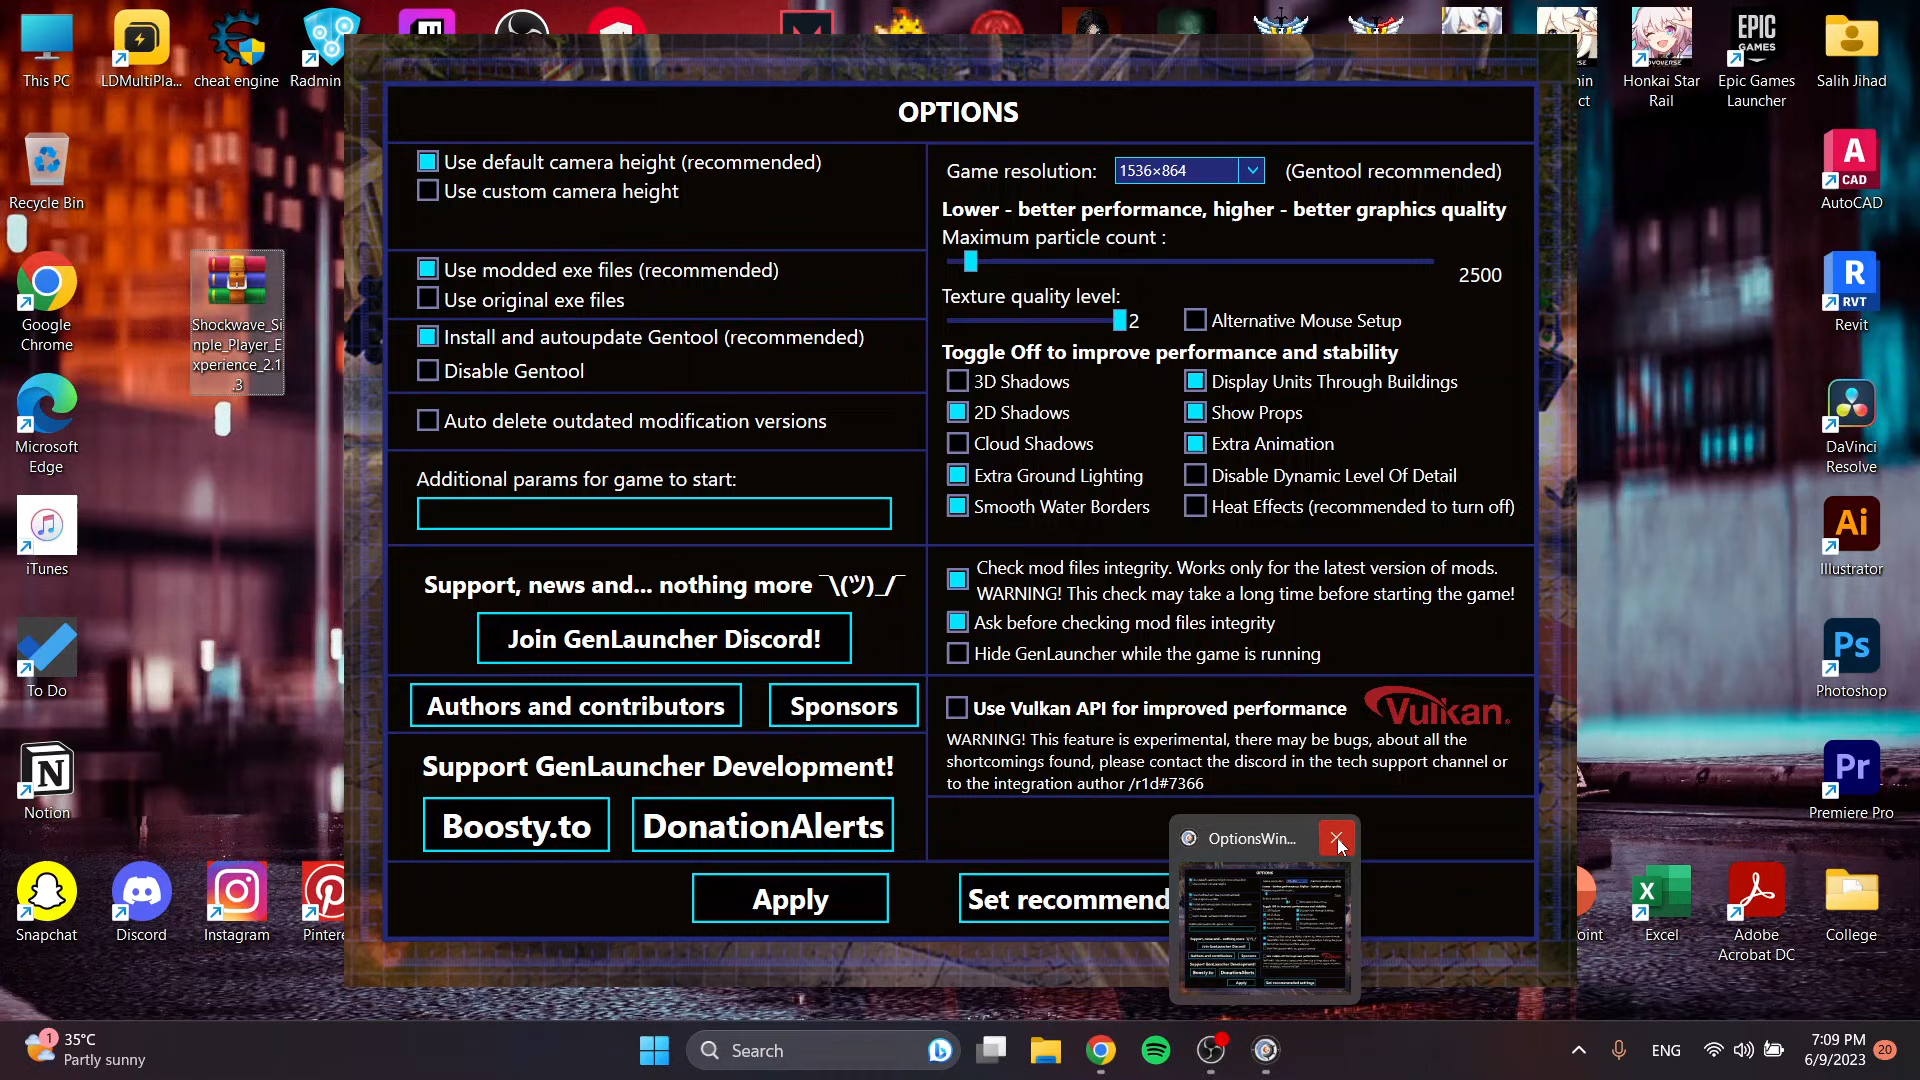 This PC
LDMultiPla...
cheat engine
Radmin
Honkai Star
Rail
EPIC
GAMES
Epic Games
Launcher
Salih Jihad
OPTIONS
Use default camera height (recommended)
Use custom camera height
Use modded exe files (recommended)
Use original exe files
Install and autoupdate Gentool (recommended)
Disable Gentool
Auto delete outdated modification versions
Additional params for game to start:
Support, news and... nothing more ¯\(ツ)_/¯
Join GenLauncher Discord!
Authors and contributors
Sponsors
Support GenLauncher Development!
Boosty.to
DonationAlerts
Apply
Set recommend
Game resolution:
1536×864
(Gentool recommended)
Lower - better performance, higher - better graphics quality
Maximum particle count :
2500
Texture quality level:
2
Alternative Mouse Setup
Toggle Off to improve performance and stability
3D Shadows
Display Units Through Buildings
2D Shadows
Show Props
Cloud Shadows
Extra Animation
Extra Ground Lighting
Disable Dynamic Level Of Detail
Smooth Water Borders
Heat Effects (recommended to turn off)
Check mod files integrity. Works only for the latest version of mods.
WARNING! This check may take a long time before starting the game!
Ask before checking mod files integrity
Hide GenLauncher while the game is running
Use Vulkan API for improved performance
Vulkan.
WARNING! This feature is experimental, there may be bugs, about all the
shortcomings found, please contact the discord in the tech support channel or
to the integration author /r1d#7366
OptionsWin...
Recycle Bin
Google
Chrome
Shockwave_Si
nple_Player_E
xperience_2.1
.3
Microsoft
Edge
iTunes
To Do
Notion
Snapchat
Discord
Instagram
Pintere
A
CAD
AutoCAD
R
RVT
Revit
DaVinci
Resolve
Ai
Illustrator
Ps
Photoshop
Pr
Premiere Pro
oint
Excel
Adobe
Acrobat DC
College
1
35°C
Partly sunny
Search
ENG
7:09 PM
6/9/2023
20